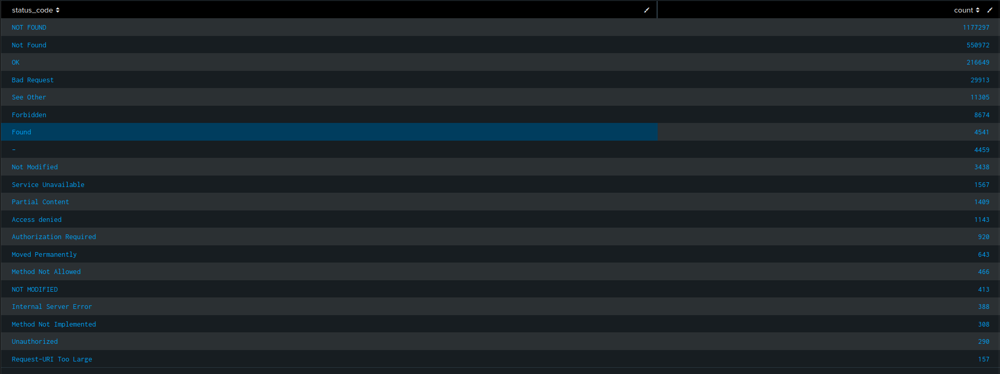 status_code count
NOT FOUND 1177297
Not Found 550972
OK 216649
Bad Request 29913
See Other 11305
Forbidden 8674
Found 4541
- 4459
Not Modified 3438
Service Unavailable 1567
Partial Content 1409
Access denied 1143
Authorization Required 920
Moved Permanently 643
Method Not Allowed 466
NOT MODIFIED 413
Internal Server Error 388
Method Not Implemented 308
Unauthorized 290
Request-URI Too Large 157